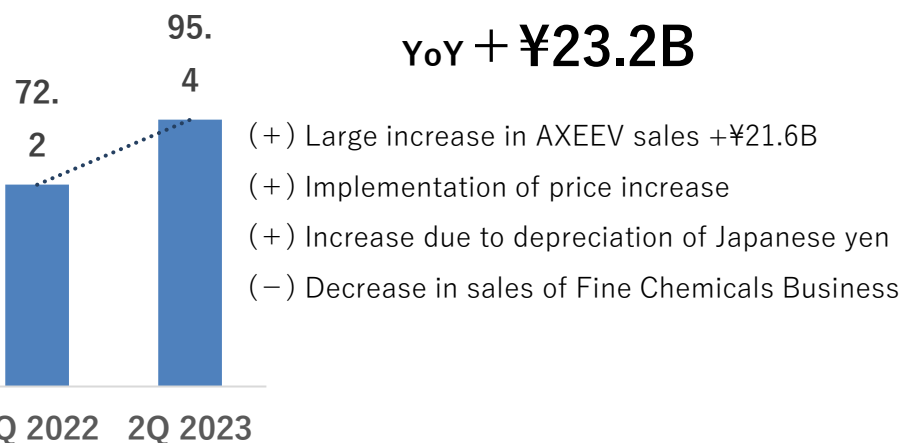 95.
4
72.
2
YoY＋¥23.2B
(＋) Large increase in AXEEV sales +¥21.6B
(＋) Implementation of price increase
(＋) Increase due to depreciation of Japanese yen
(－) Decrease in sales of Fine Chemicals Business
Q 2022
2Q 2023